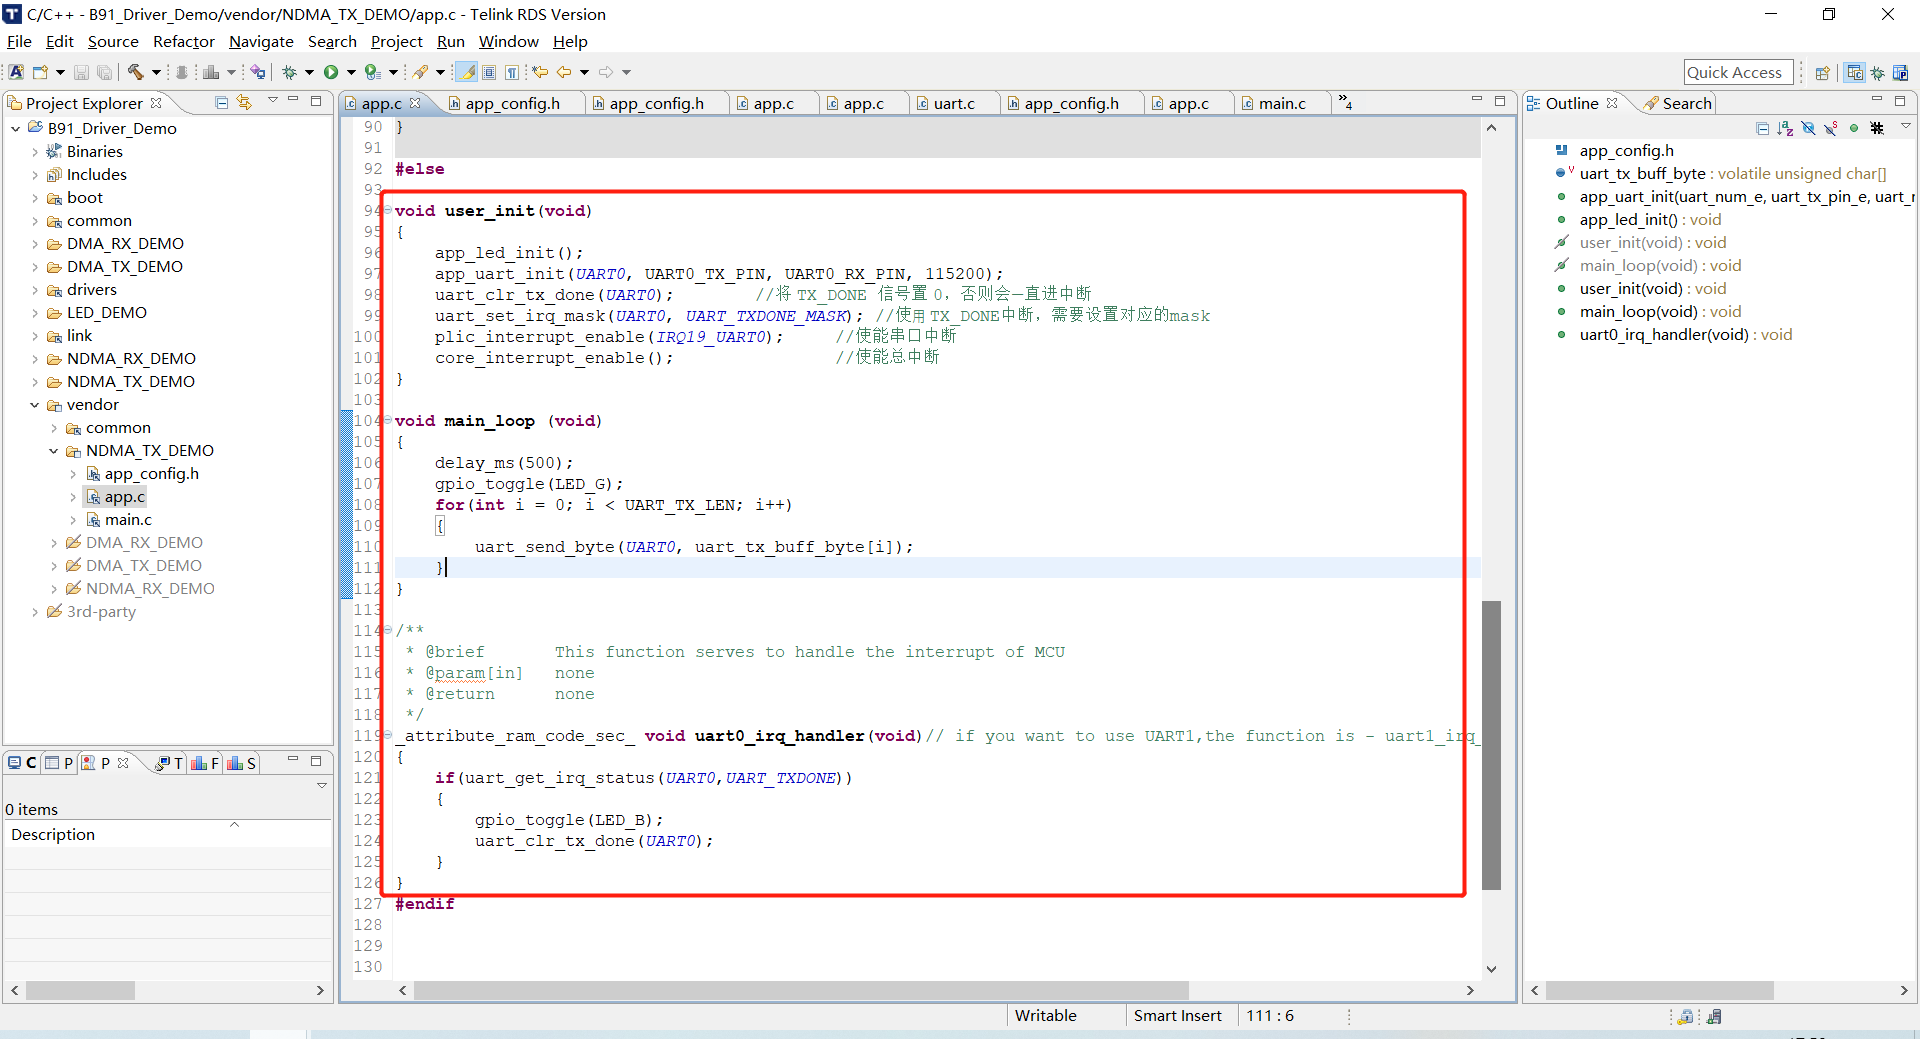 C/C++ - B91_Driver_Demo/vendor/NDMA_TX_DEMO/app.c - Telink RDS Version
File Edit Source Refactor Navigate Search Project Run Window Help
Quick Access
Project Explorer
B91_Driver_Demo
Binaries
Includes
boot
common
DMA_RX_DEMO
DMA_TX_DEMO
drivers
LED_DEMO
link
NDMA_RX_DEMO
NDMA_TX_DEMO
vendor
common
NDMA_TX_DEMO
app_config.h
app.c
main.c
DMA_RX_DEMO
DMA_TX_DEMO
NDMA_RX_DEMO
3rd-party
C P P T F S
0 items
Description
app.c app_config.h app_config.h app.c app.c uart.c app_config.h app.c main.c »4
90 }
91
92 #else
93
94 void user_init(void)
95 {
96 app_led_init();
97 app_uart_init(UART0, UART0_TX_PIN, UART0_RX_PIN, 115200);
98 uart_clr_tx_done(UART0); //将 TX_DONE 信号置 0，否则会一直进中断
99 uart_set_irq_mask(UART0, UART_TXDONE_MASK); //使用 TX_DONE中断，需要设置对应的mask
100 plic_interrupt_enable(IRQ19_UART0); //使能串口中断
101 core_interrupt_enable(); //使能总中断
102 }
103
104 void main_loop (void)
105 {
106 delay_ms(500);
107 gpio_toggle(LED_G);
108 for(int i = 0; i < UART_TX_LEN; i++)
109 {
110 uart_send_byte(UART0, uart_tx_buff_byte[i]);
111 }
112 }
113
114 /**
115 * @brief This function serves to handle the interrupt of MCU
116 * @param[in] none
117 * @return none
118 */
119 _attribute_ram_code_sec_ void uart0_irq_handler(void)// if you want to use UART1,the function is - uart1_irq_
120 {
121 if(uart_get_irq_status(UART0,UART_TXDONE))
122 {
123 gpio_toggle(LED_B);
124 uart_clr_tx_done(UART0);
125 }
126 }
127 #endif
128
129
130
Outline Search
app_config.h
uart_tx_buff_byte : volatile unsigned char[]
app_uart_init(uart_num_e, uart_tx_pin_e, uart_r
app_led_init() : void
user_init(void) : void
main_loop(void) : void
user_init(void) : void
main_loop(void) : void
uart0_irq_handler(void) : void
Writable Smart Insert 111 : 6